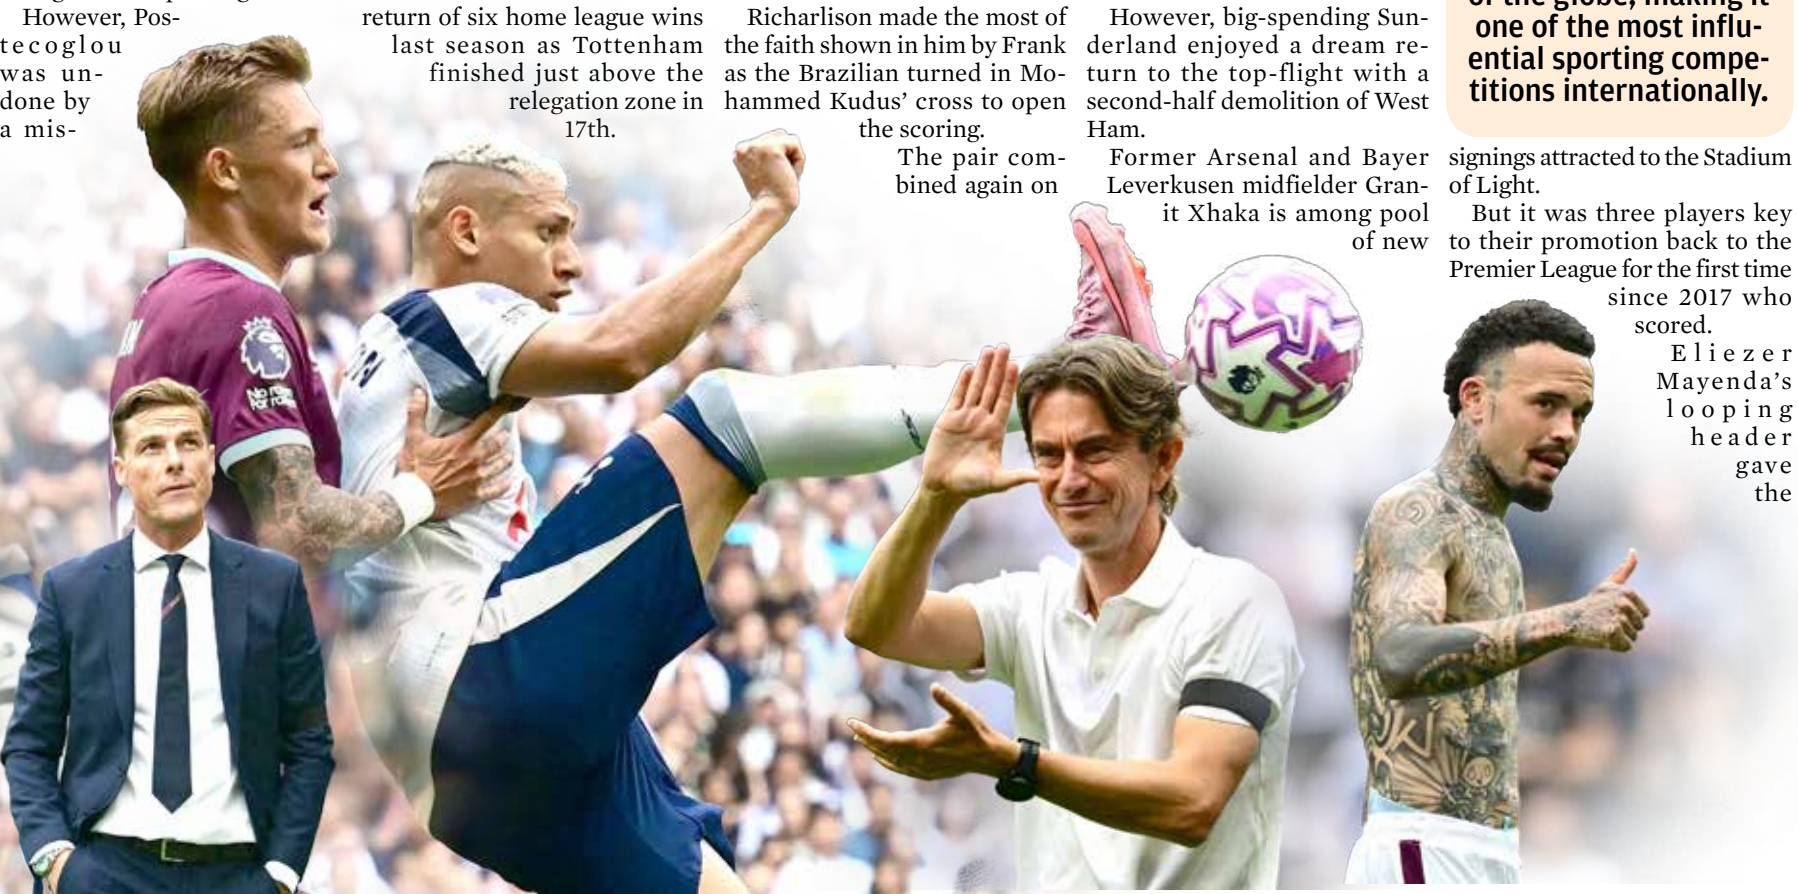 However, Pos-
tecoglou
was un-
done by
a mis-
return of six home league wins
last season as Tottenham
finished just above the
relegation zone in
17th.
Richarlison made the most of
the faith shown in him by Frank
as the Brazilian turned in Mo-
hammed Kudus’ cross to open
the scoring.
The pair com-
bined again on
However, big-spending Sun-
derland enjoyed a dream re-
turn to the top-flight with a
second-half demolition of West
Ham.
Former Arsenal and Bayer
Leverkusen midfielder Gran-
it Xhaka is among pool
of new
of the globe, making it
one of the most influ-
ential sporting compe-
titions internationally.
signings attracted to the Stadium
of Light.
But it was three players key
to their promotion back to the
Premier League for the first time
since 2017 who
scored.
Eliezer
Mayenda’s
looping
header
gave
the